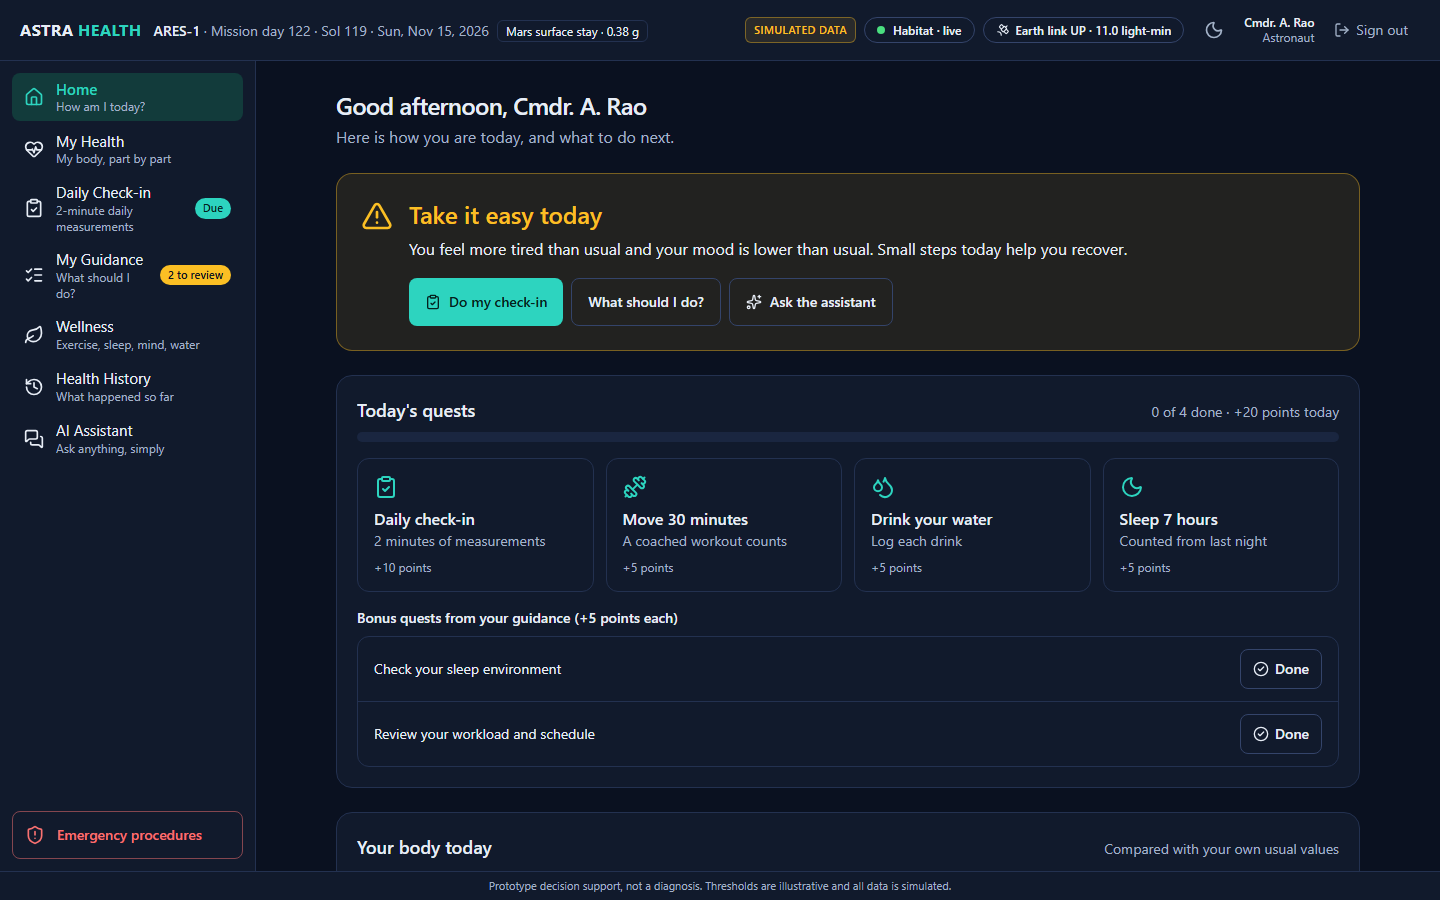 ASTRA HEALTH ARES-1 · Mission day 122 · Sol 119 · Sun, Nov 15, 2026 Mars surface stay · 0.38 g SIMULATED DATA Habitat · live Earth link UP · 11.0 light-min Cmdr. A. Rao
Astronaut
Sign out
Home
How am I today?
My Health
My body, part by part
Daily Check-in
2-minute daily
measurements
Due
My Guidance
What should I
do?
2 to review
Wellness
Exercise, sleep, mind, water
Health History
What happened so far
AI Assistant
Ask anything, simply
Emergency procedures
Good afternoon, Cmdr. A. Rao
Here is how you are today, and what to do next.
Take it easy today
You feel more tired than usual and your mood is lower than usual. Small steps today help you recover.
Do my check-in What should I do? Ask the assistant
Today's quests 0 of 4 done · +20 points today
Daily check-in
2 minutes of measurements
+10 points
Move 30 minutes
A coached workout counts
+5 points
Drink your water
Log each drink
+5 points
Sleep 7 hours
Counted from last night
+5 points
Bonus quests from your guidance (+5 points each)
Check your sleep environment Done
Review your workload and schedule Done
Your body today Compared with your own usual values
Prototype decision support, not a diagnosis. Thresholds are illustrative and all data is simulated.